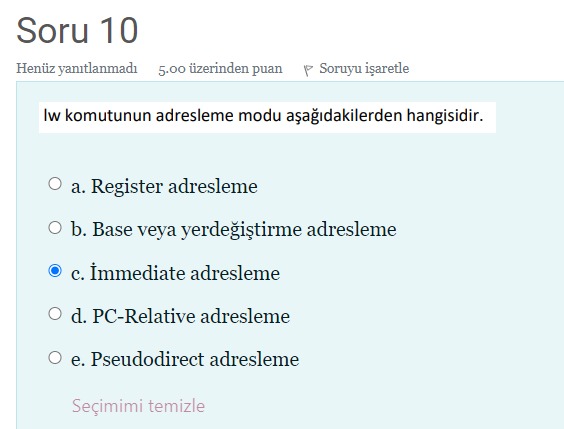 Soru 10
Henüz yanıtlanmadı 5.00 üzerinden puan Soruyu işaretle
lw komutunun adresleme modu aşağıdakilerden hangisidir.
a. Register adresleme
b. Base veya yerdeğiştirme adresleme
c. İmmediate adresleme
d. PC-Relative adresleme
e. Pseudodirect adresleme
Seçimimi temizle